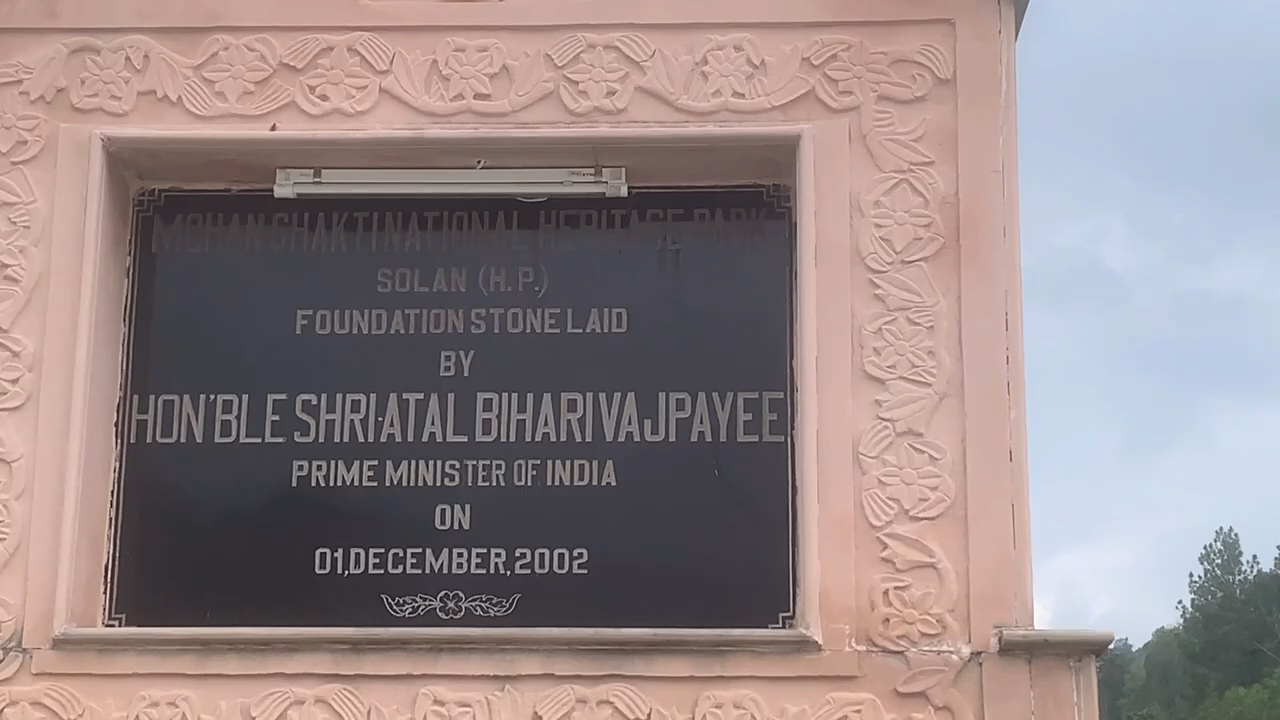 MOHAN SHAKTI NATIONAL HERITAGE PARK
SOLAN (H.P.)
FOUNDATION STONE LAID
BY
HON'BLE SHRI-ATAL BIHARI VAJPAYEE
PRIME MINISTER OF INDIA
ON
01,DECEMBER,2002